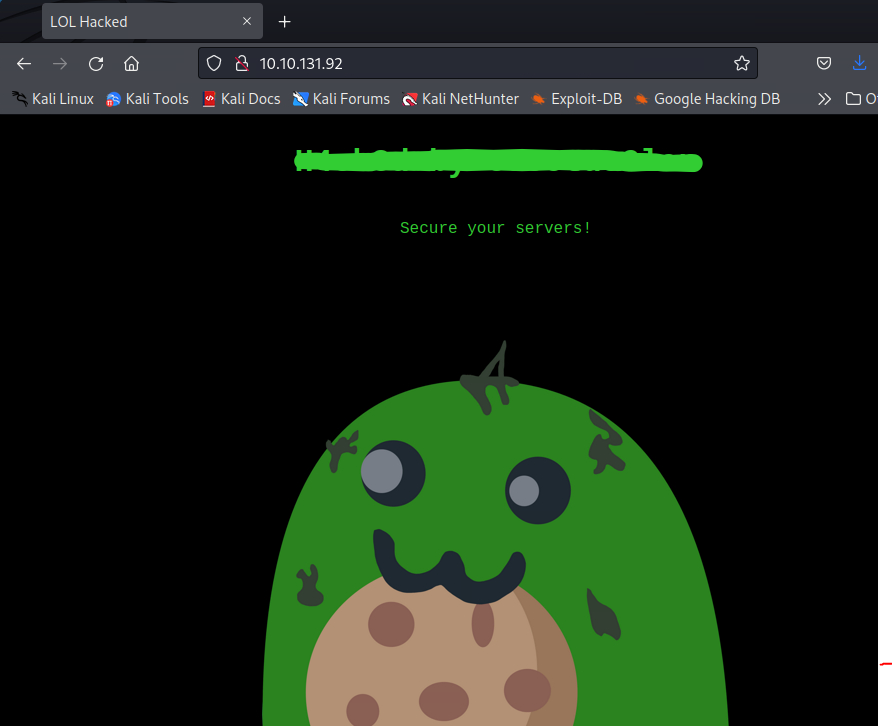 LOL Hacked
10.10.131.92
Kali Linux Kali Tools Kali Docs Kali Forums Kali NetHunter Exploit-DB Google Hacking DB
Secure your servers!